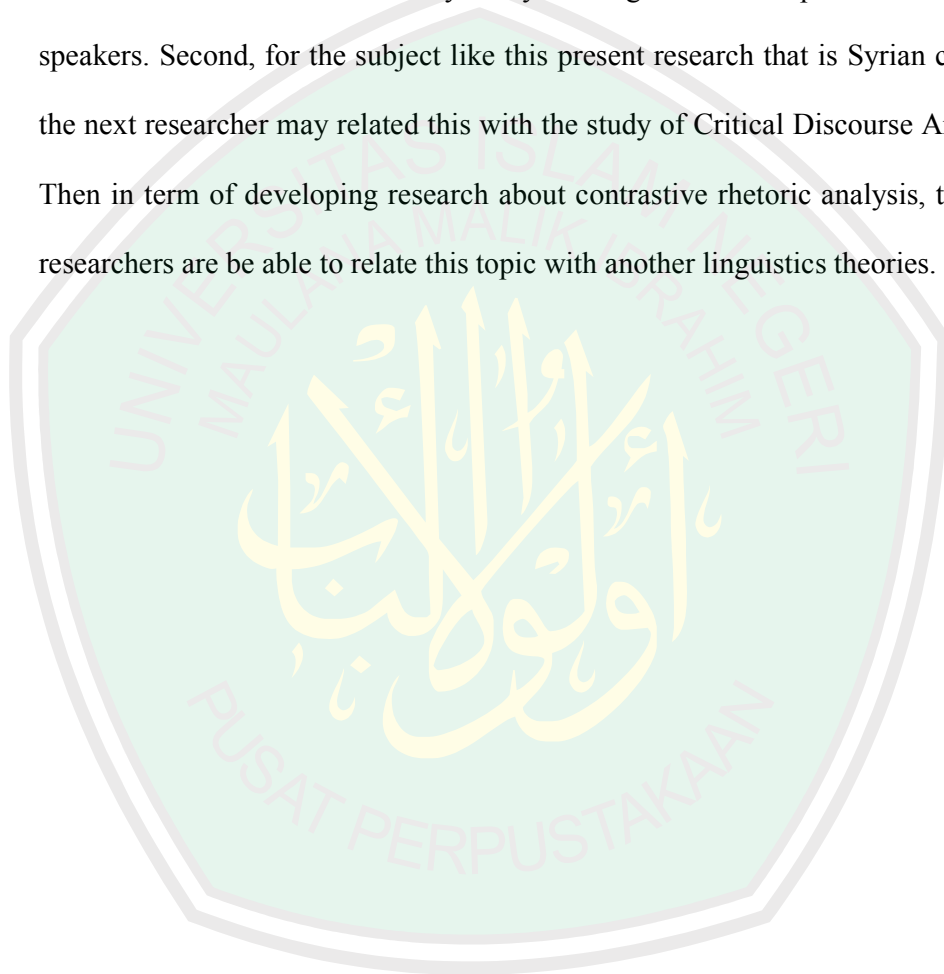 speakers. Second, for the subject like this present research that is Syrian
the next researcher may related this with the study of Critical Discourse
Then in term of developing research about contrastive rhetoric analysis,
researchers are be able to relate this topic with another linguistics theories.
UNIVERSITAS ISLAM NEGERI
MAULANA MALIK IBRAHIM
أولو الألباب
PUSAT PERPUSTAKAAN